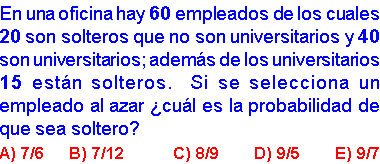 En una oficina hay 60 empleados de los cuales
20 son solteros que no son universitarios y 40
son universitarios; además de los universitarios
15 están solteros. Si se selecciona un
empleado al azar ¿cuál es la probabilidad de
que sea soltero?
A) 7/6 B) 7/12 C) 8/9 D) 9/5 E) 9/7